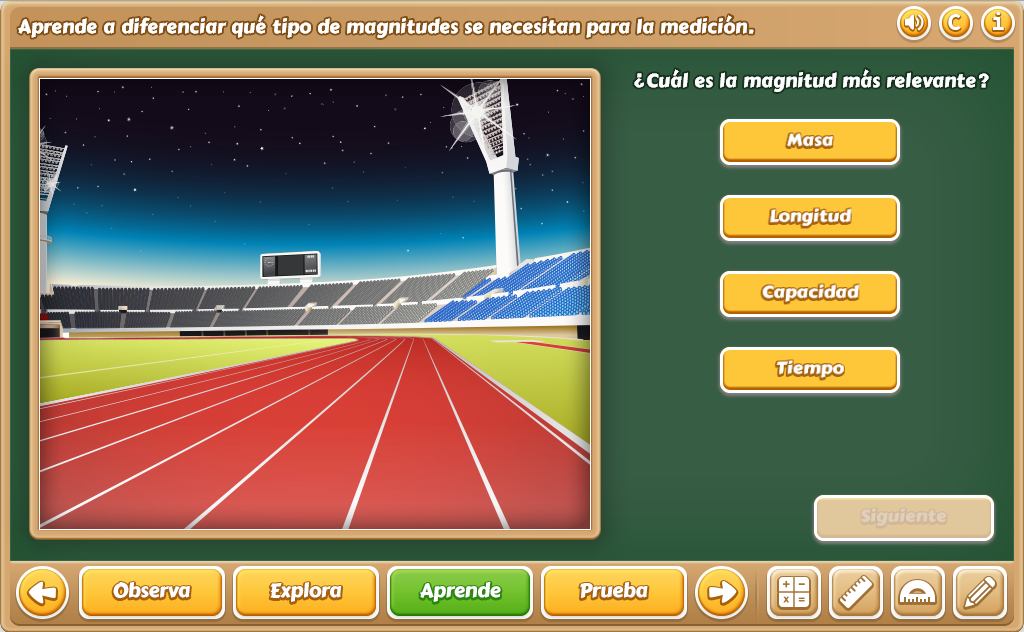 Aprende a diferenciar qué tipo de magnitudes se necesitan para la medición.
¿Cuál es la magnitud más relevante?
Masa
Longitud
Capacidad
Tiempo
Siguiente
Observa
Explora
Aprende
Prueba